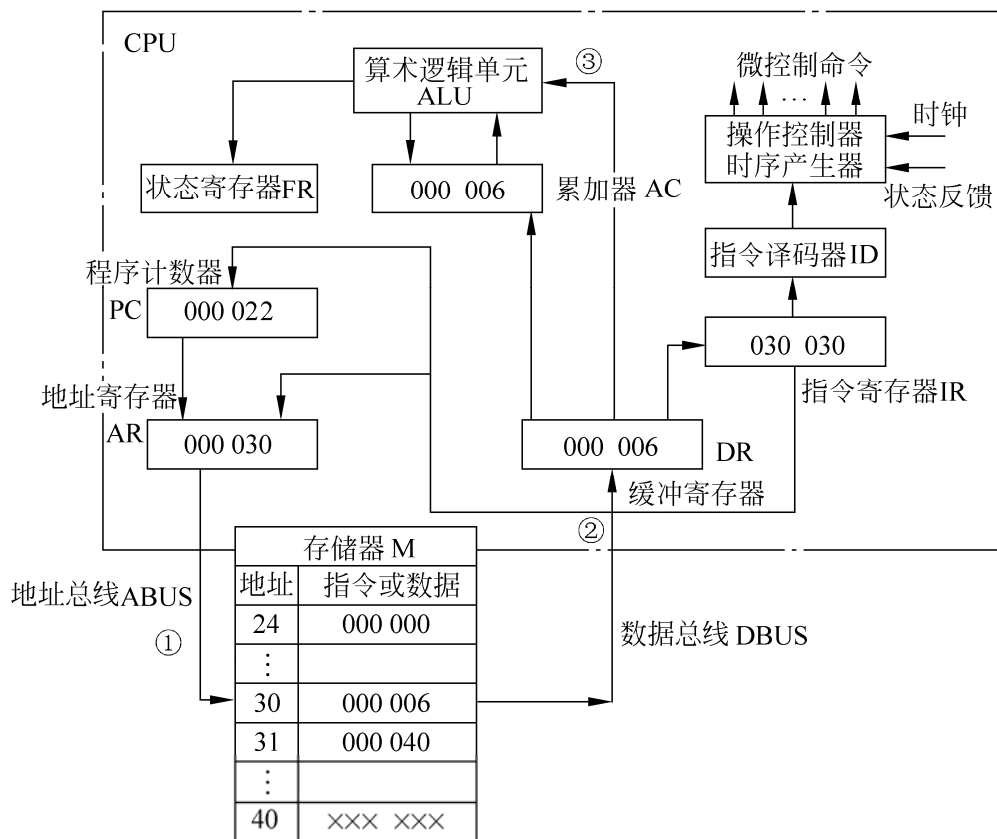 CPU
算术逻辑单元
ALU
③
微控制命令
…
操作控制器
时序产生器
时钟
状态反馈
状态寄存器FR
000 006
累加器 AC
指令译码器ID
程序计数器
PC
000 022
030 030
指令寄存器IR
地址寄存器
AR
000 030
000 006
DR
缓冲寄存器
②
存储器 M
地址 指令或数据
地址总线ABUS
①
数据总线 DBUS
24 000 000
⋮
30 000 006
31 000 040
⋮
40 ××× ×××